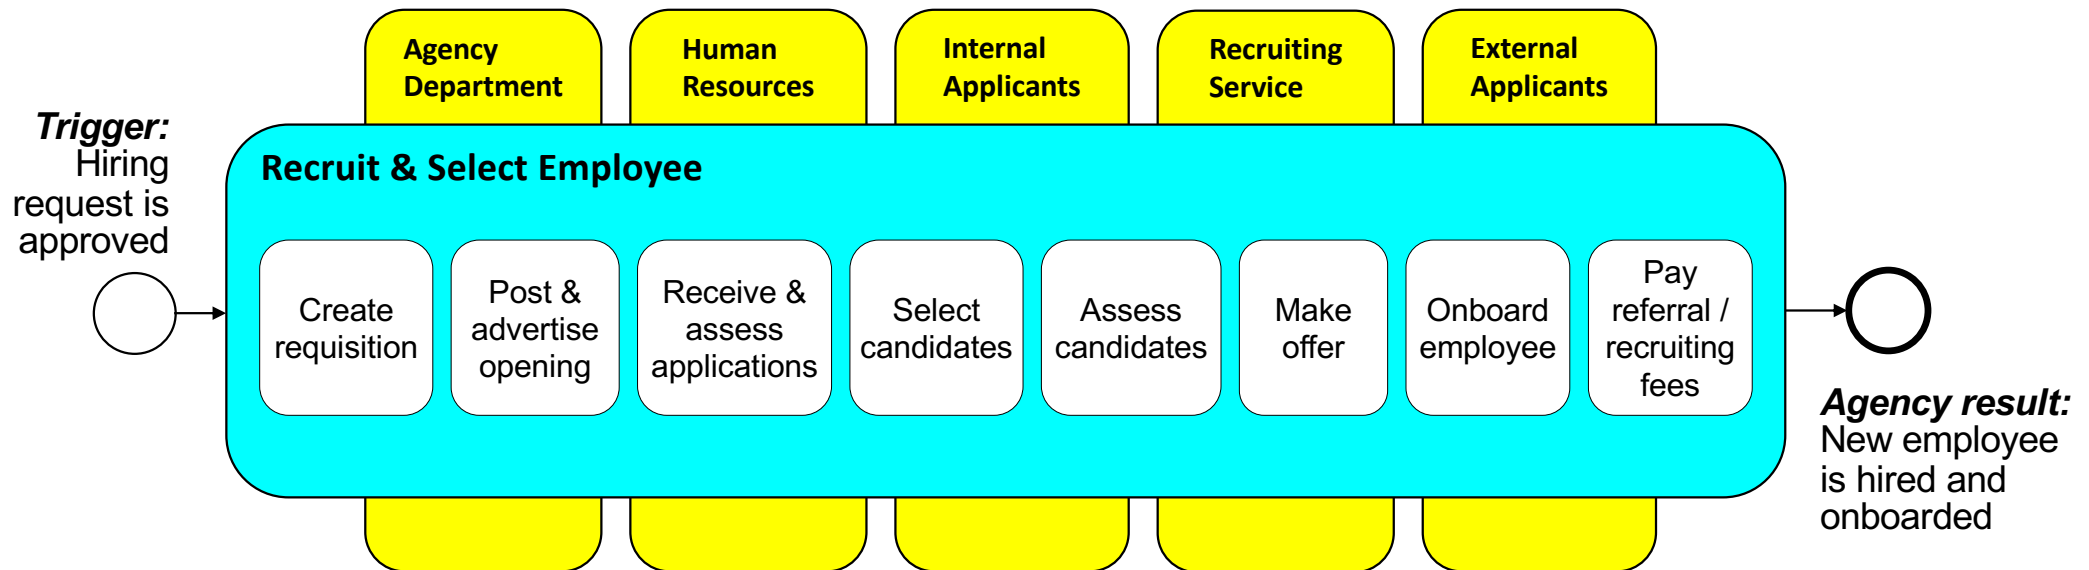 Agency
Department
Human
Resources
Internal
Applicants
Recruiting
Service
External
Applicants
Trigger:
Hiring
request is
approved
Recruit & Select Employee
Create
requisition
Post &
advertise
opening
Receive &
assess
applications
Select
candidates
Assess
candidates
Make
offer
Onboard
employee
Pay
referral /
recruiting
fees
Agency result:
New employee
is hired and
onboarded